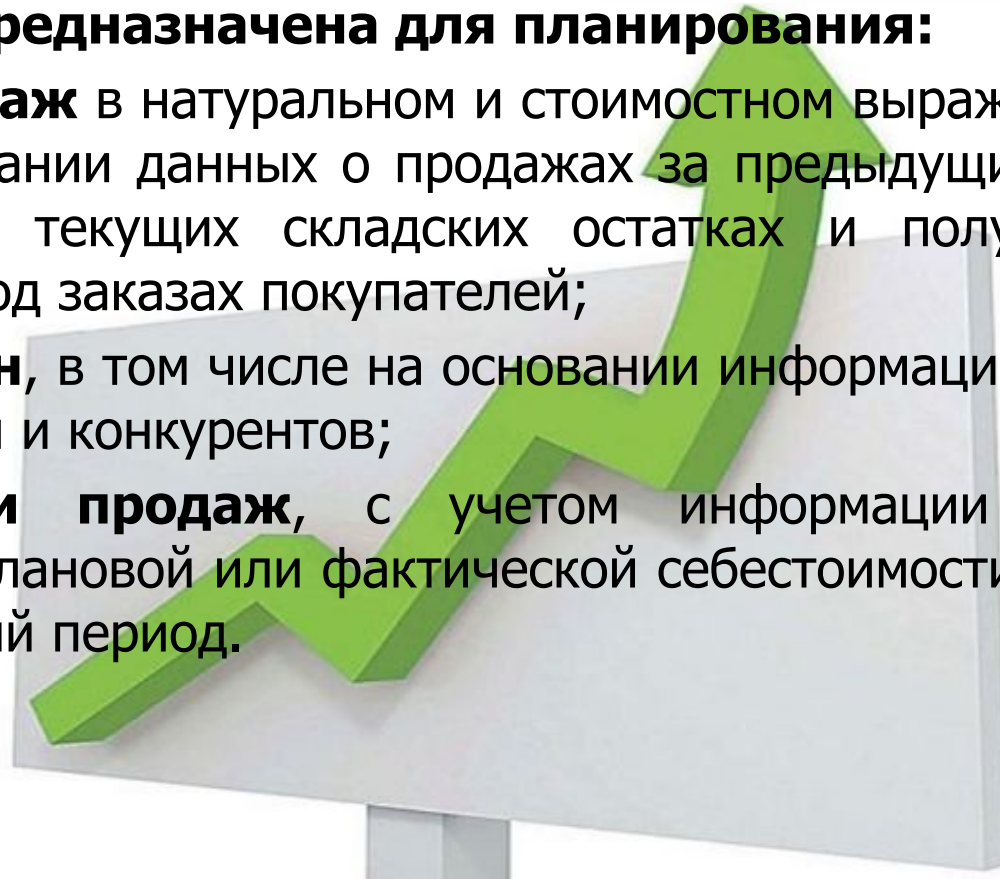 редназначена для планирования:
аж в натуральном и стоимостном выраж
ании данных о продажах за предыдущи
текущих складских остатках и полу
од заказах покупателей;
н, в том числе на основании информаци
и и конкурентов;
и продаж, с учетом информации
лановой или фактической себестоимости
ий период.